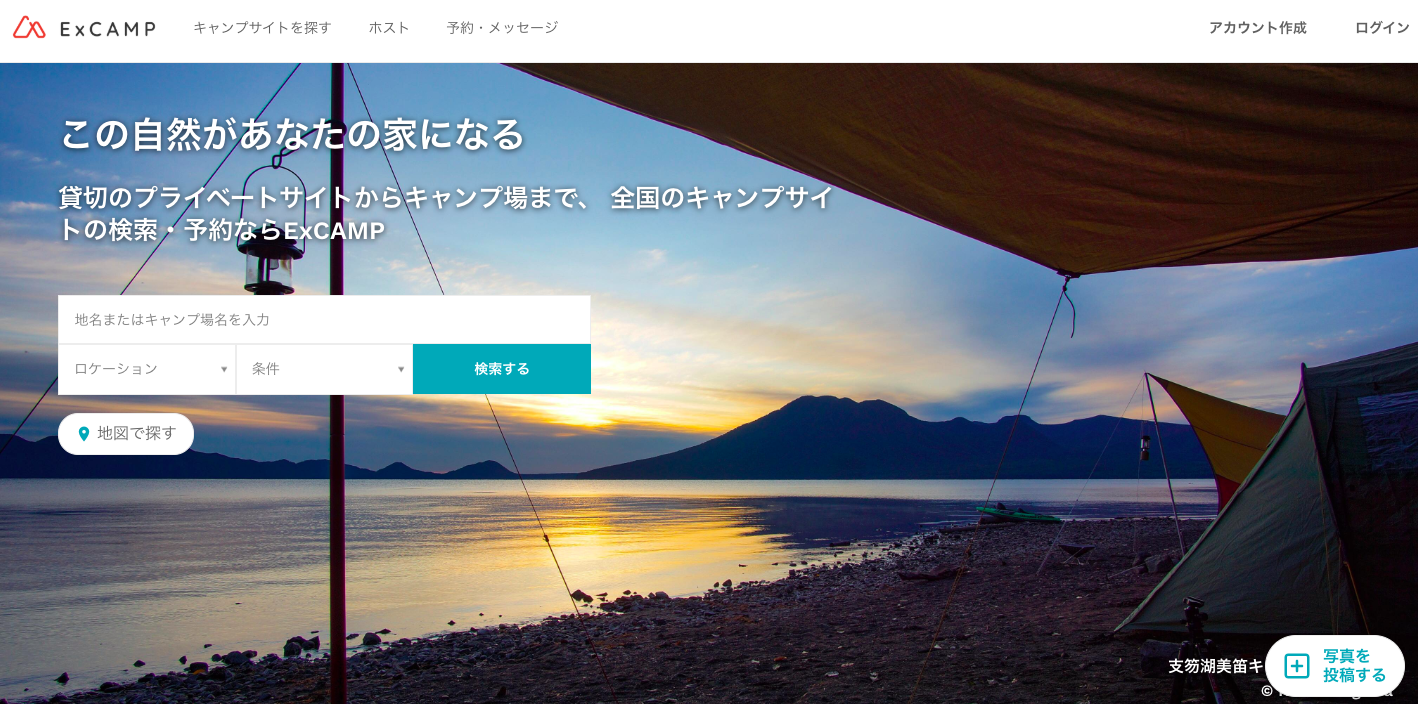 ExCAMP キャンプサイトを探す ホスト 予約・メッセージ アカウント作成 ログイン
この自然があなたの家になる
貸切のプライベートサイトからキャンプ場まで、 全国のキャンプサイ
トの検索・予約ならExCAMP
地名またはキャンプ場名を入力
ロケーション ▼ 条件 ▼ 検索する
地図で探す
支笏湖美笛キ
写真を
投稿する
©